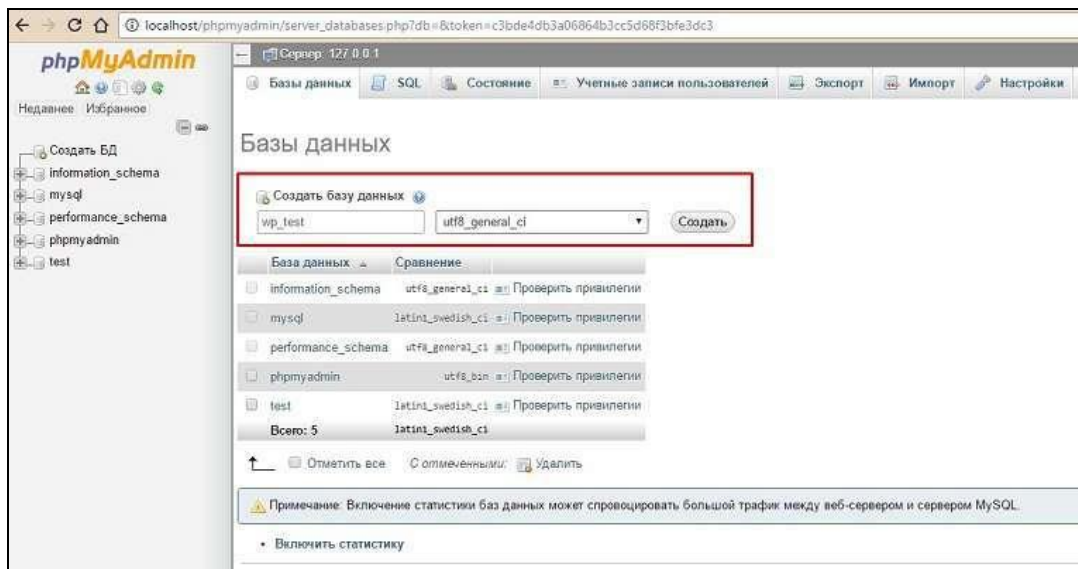 localhost/phpmyadmin/server_databases.php?db=&token=c3bde4db3a06864b3cc5d68f3bfe3dc3
phpMyAdmin
Недавнее Избранное
Создать БД
information_schema
mysql
performance_schema
phpmyadmin
test
Сервер: 127.0.0.1
Базы данных SQL Состояние Учетные записи пользователей Экспорт Импорт Настройки
Базы данных
Создать базу данных
wp_test utf8_general_ci Создать
База данных Сравнение
information_schema utf8_general_ci Проверить привилегии
mysql latin1_swedish_ci Проверить привилегии
performance_schema utf8_general_ci Проверить привилегии
phpmyadmin utf8_bin Проверить привилегии
test latin1_swedish_ci Проверить привилегии
Всего: 5 latin1_swedish_ci
Отметить все С отмеченными: Удалить
Примечание: Включение статистики баз данных может спровоцировать большой трафик между веб-сервером и сервером MySQL.
• Включить статистику